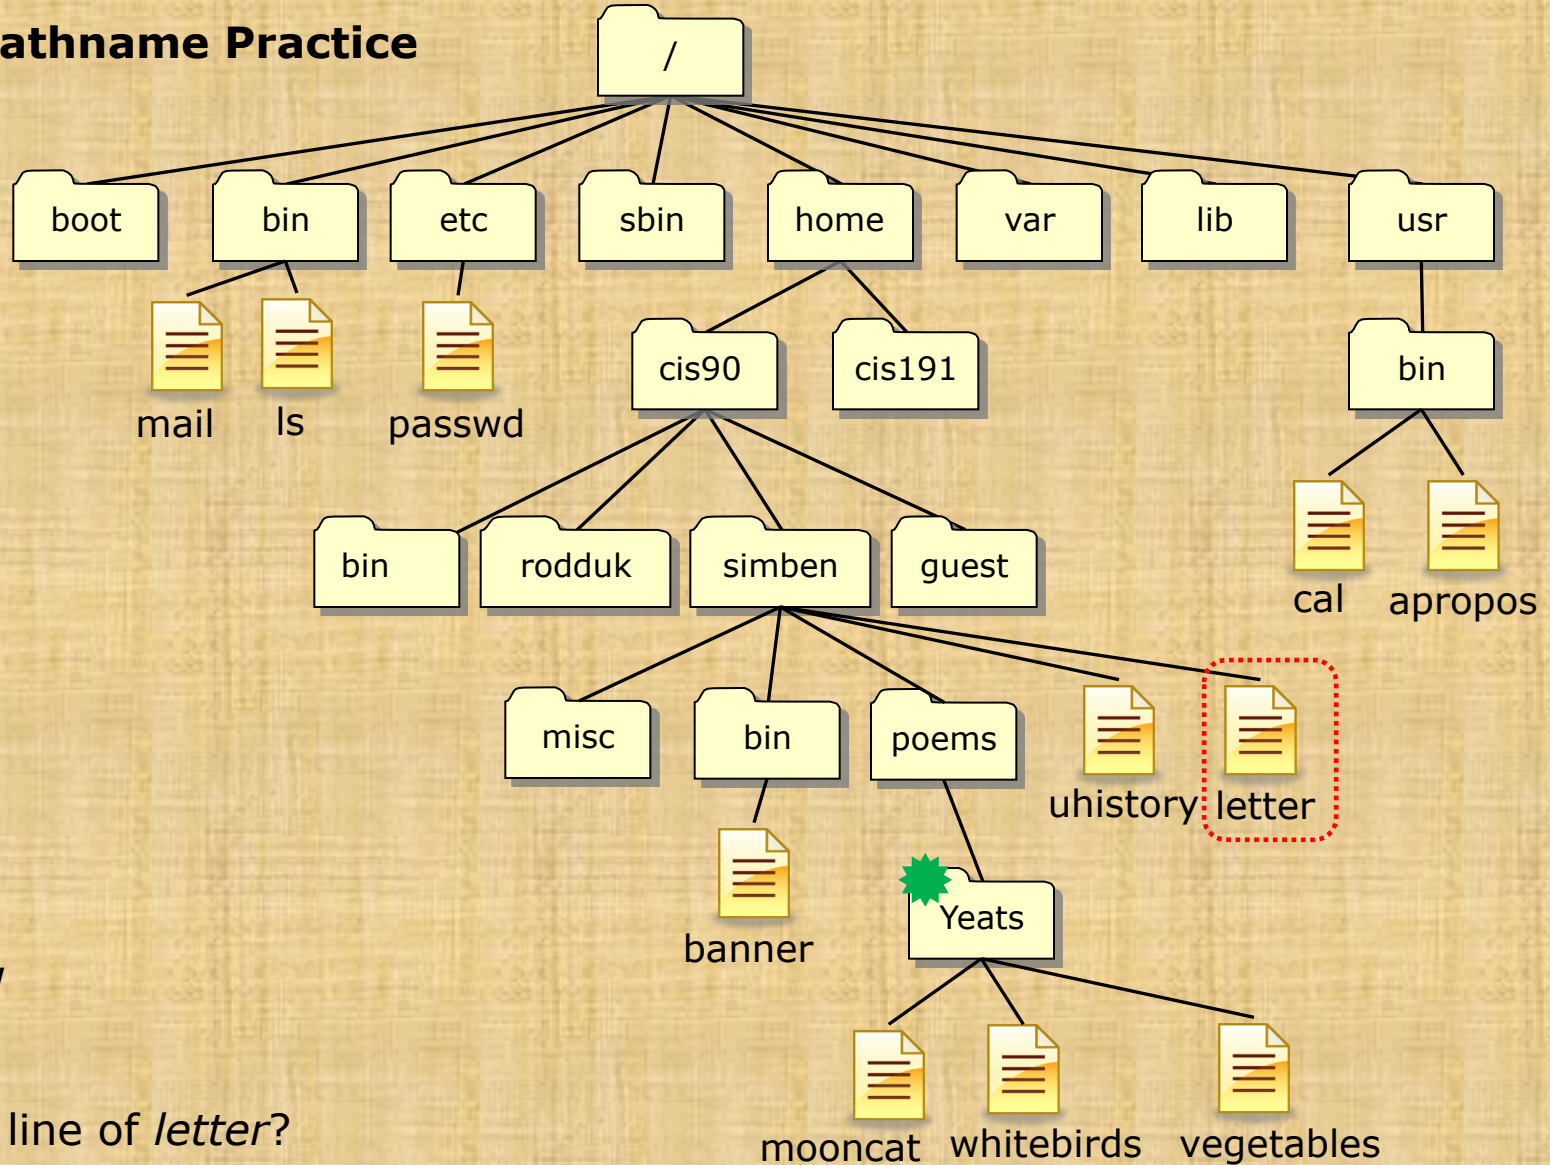 athname Practice
/
boot bin etc sbin home var lib usr
mail ls passwd
cis90 cis191 bin
bin rodduk simben guest
cal apropos
misc bin poems
uhistory letter
banner
Yeats
line of letter?
mooncat whitebirds vegetables